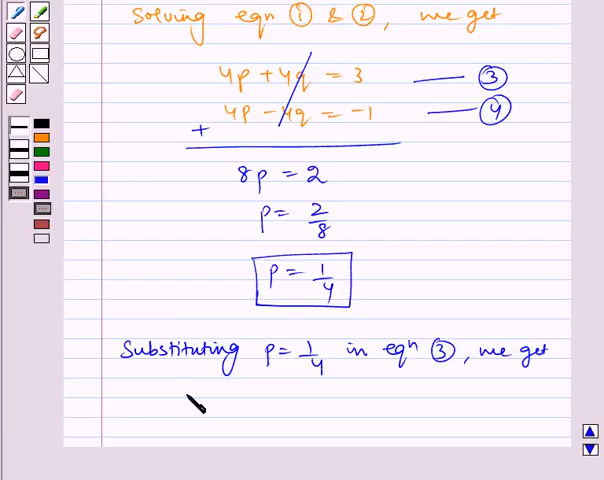 Solving eqn ① & ②, we get
4p + 4q = 3 —— ③
4p - 4q = -1 —— ④
+
8p = 2
p = 2/8
p = 1/4
Substituting p = 1/4 in eqⁿ ③, we get